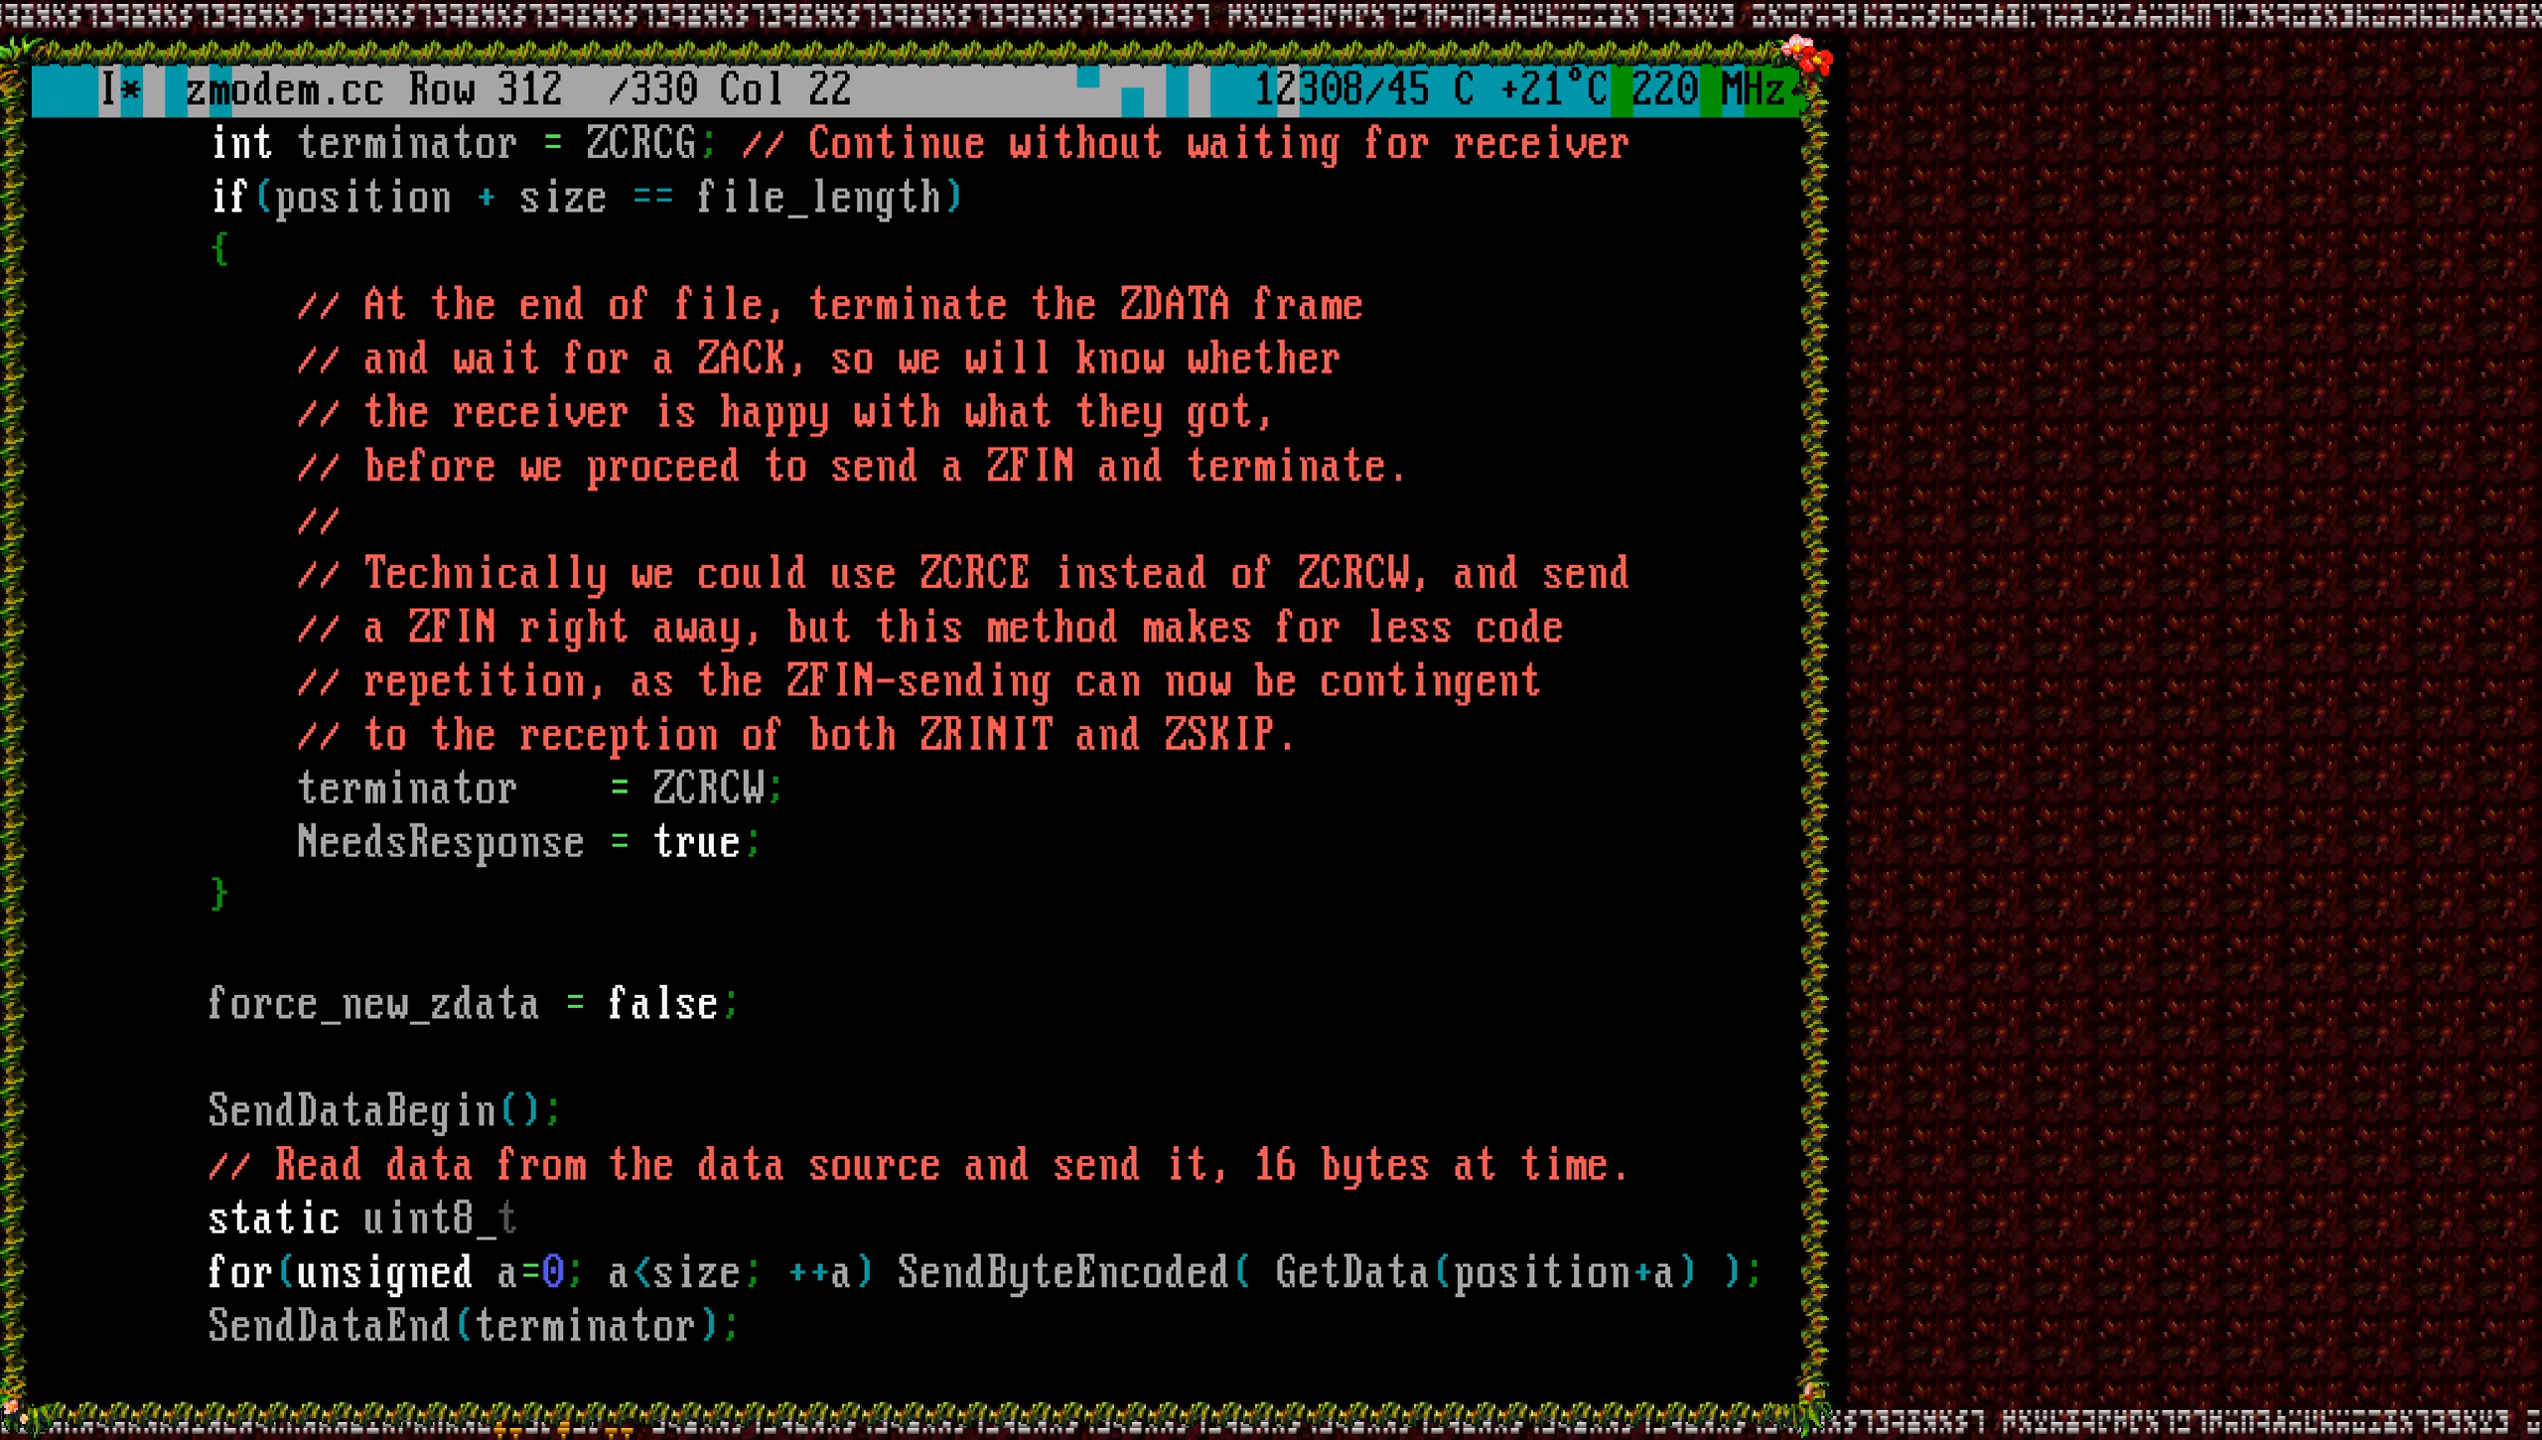 I* zmodem.cc Row 312 /330 Col 22 12308/45 C +21°C 220 MHz
int terminator = ZCRCG; // Continue without waiting for receiver
if(position + size == file_length)
{
// At the end of file, terminate the ZDATA frame
// and wait for a ZACK, so we will know whether
// the receiver is happy with what they got,
// before we proceed to send a ZFIN and terminate.
//
// Technically we could use ZCRCE instead of ZCRCW, and send
// a ZFIN right away, but this method makes for less code
// repetition, as the ZFIN-sending can now be contingent
// to the reception of both ZRINIT and ZSKIP.
terminator    = ZCRCW;
NeedsResponse = true;
}
force_new_zdata = false;
SendDataBegin();
// Read data from the data source and send it, 16 bytes at time.
static uint8_t
for(unsigned a=0; a<size; ++a) SendByteEncoded( GetData(position+a) );
SendDataEnd(terminator);